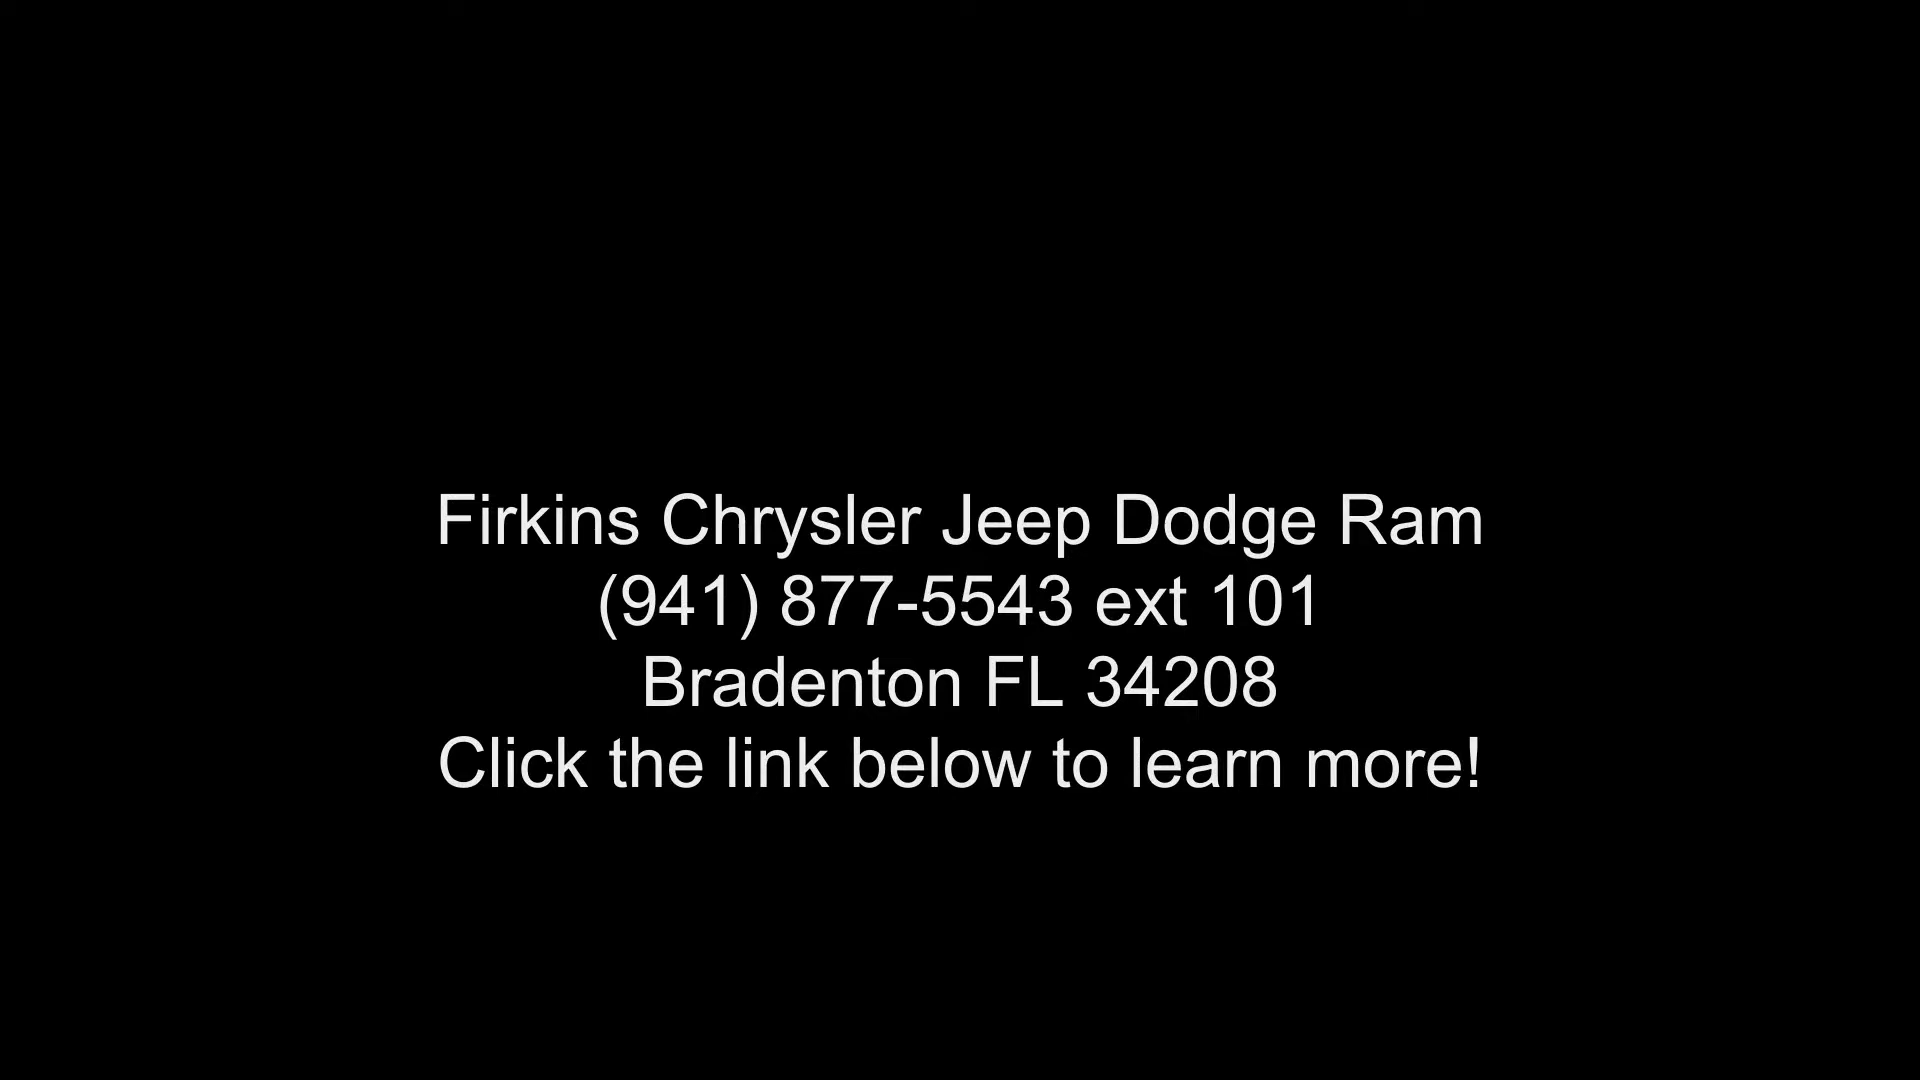 Firkins Chrysler Jeep Dodge Ram
(941) 877-5543 ext 101
Bradenton FL 34208
Click the link below to learn more!